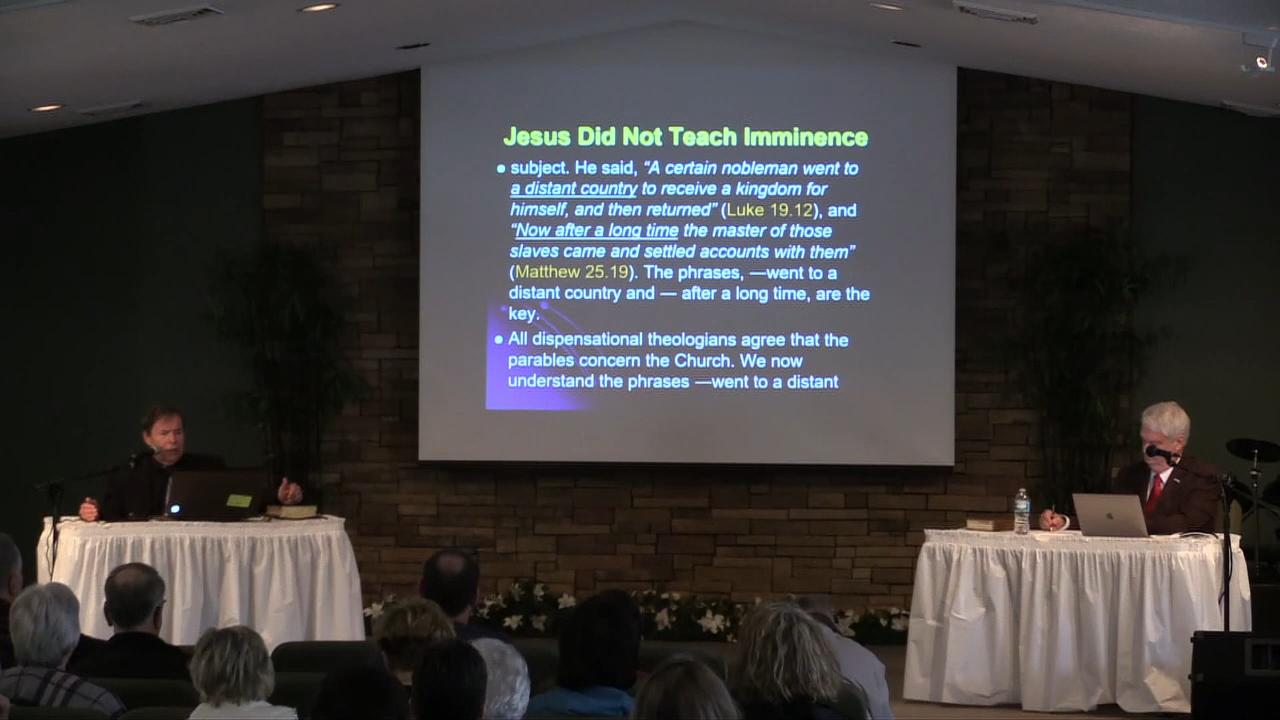 Jesus Did Not Teach Imminence
• subject. He said, “A certain nobleman went to
a distant country to receive a kingdom for
himself, and then returned” (Luke 19.12), and
“Now after a long time the master of those
slaves came and settled accounts with them”
(Matthew 25.19). The phrases, —went to a
distant country and — after a long time, are the
key.
• All dispensational theologians agree that the
parables concern the Church. We now
understand the phrases —went to a distant